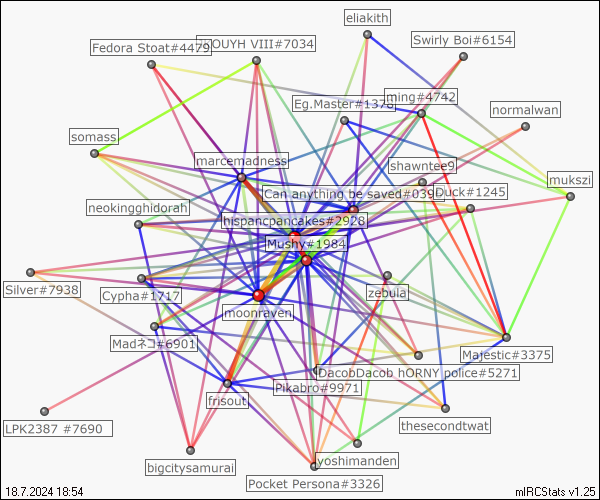 eliakith
Swirly Boi#6154
Fedora Stoat#4479
OUYH VIII#7034
Eg.Master#1378
ming#4742
normalwan
somass
marcemadness
shawntee9
Can anything be saved#039
Duck#1245
mukszi
neokingghidorah
hispancpancakes#2928
Mushy#1984
Silver#7938
Cypha#1717
zebula
moonraven
Madネコ#6901
Majestic#3375
DacobDacob hORNY police#5271
Pikabro#9971
frisout
LPK2387 #7690
thesecondtwat
bigcitysamurai
yoshimanden
Pocket Persona#3326
18.7.2024 18:54
mIRCStats v1.25